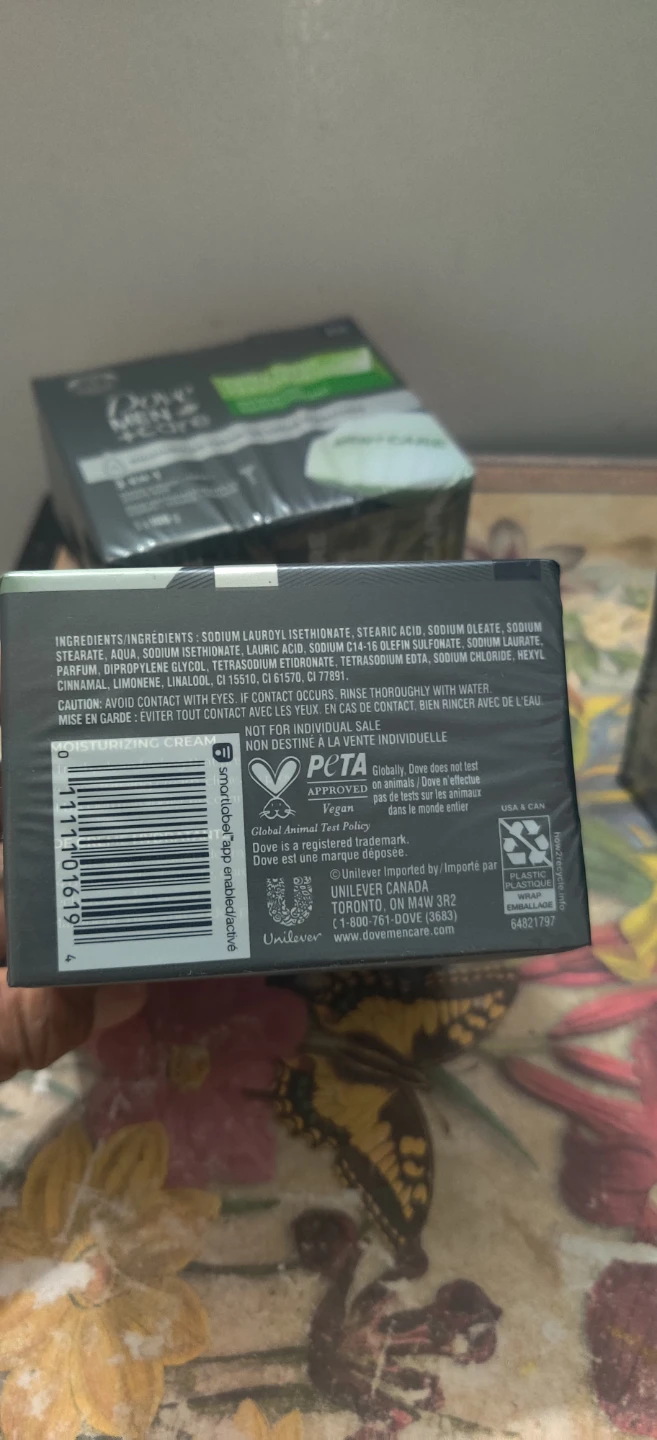 Dove
MEN
+Care
INGREDIENTS/INGRÉDIENTS : SODIUM LAUROYL ISETHIONATE, STEARIC ACID, SODIUM OLEATE, SODIUM
STEARATE, AQUA, SODIUM ISETHIONATE, LAURIC ACID, SODIUM C14-16 OLEFIN SULFONATE, SODIUM LAURATE,
PARFUM, DIPROPYLENE GLYCOL, TETRASODIUM ETIDRONATE, TETRASODIUM EDTA, SODIUM CHLORIDE, HEXYL
CINNAMAL, LIMONENE, LINALOOL, CI 15510, CI 61570, CI 77891.
CAUTION: AVOID CONTACT WITH EYES. IF CONTACT OCCURS, RINSE THOROUGHLY WITH WATER.
MISE EN GARDE : ÉVITER TOUT CONTACT AVEC LES YEUX. EN CAS DE CONTACT, BIEN RINCER AVEC DE L'EAU.
NOT FOR INDIVIDUAL SALE
NON DESTINÉ À LA VENTE INDIVIDUELLE
MOISTURIZING CREAM
0 11111 01619 4
smartlabel™ app enabled/activé
PETA
APPROVED
Vegan
Global Animal Test Policy
Globally, Dove does not test
on animals / Dove n'effectue
pas de tests sur les animaux
dans le monde entier
Dove is a registered trademark.
Dove est une marque déposée.
© Unilever Imported by / Importé par
UNILEVER CANADA
TORONTO, ON M4W 3R2
1-800-761-DOVE (3683)
www.dovemencare.com
Unilever
USA & CAN
PLASTIC
PLASTIQUE
WRAP
EMBALLAGE
how2recycle.info
64821797